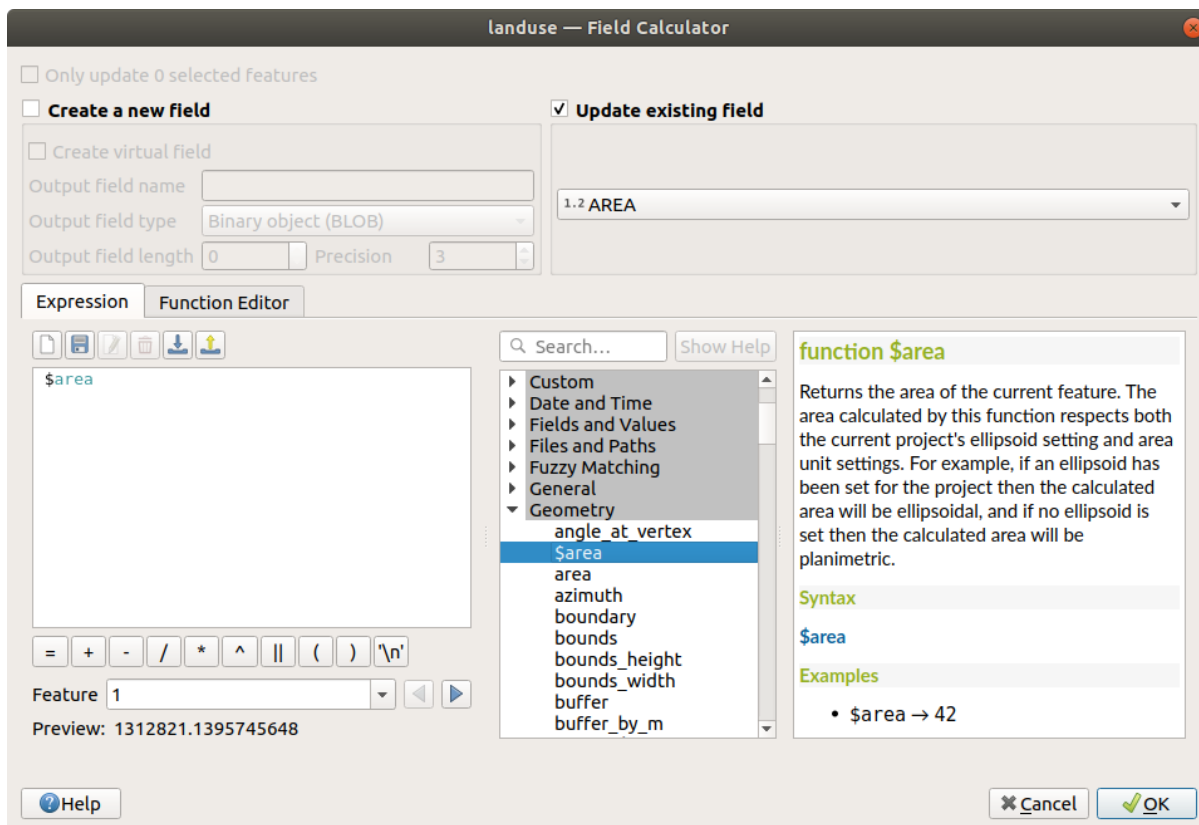 landuse — Field Calculator
Only update 0 selected features
Create a new field
Create virtual field
Output field name
Output field type Binary object (BLOB)
Output field length 0 Precision 3
Update existing field
1.2 AREA
Expression Function Editor
$area
= + - / * ^ || ( ) '\n'
Feature 1
Preview: 1312821.1395745648
Search... Show Help
Custom
Date and Time
Fields and Values
Files and Paths
Fuzzy Matching
General
Geometry
angle_at_vertex
$area
area
azimuth
boundary
bounds
bounds_height
bounds_width
buffer
buffer_by_m
function $area
Returns the area of the current feature. The
area calculated by this function respects both
the current project's ellipsoid setting and area
unit settings. For example, if an ellipsoid has
been set for the project then the calculated
area will be ellipsoidal, and if no ellipsoid is
set then the calculated area will be
planimetric.
Syntax
$area
Examples
• $area → 42
Help
Cancel OK